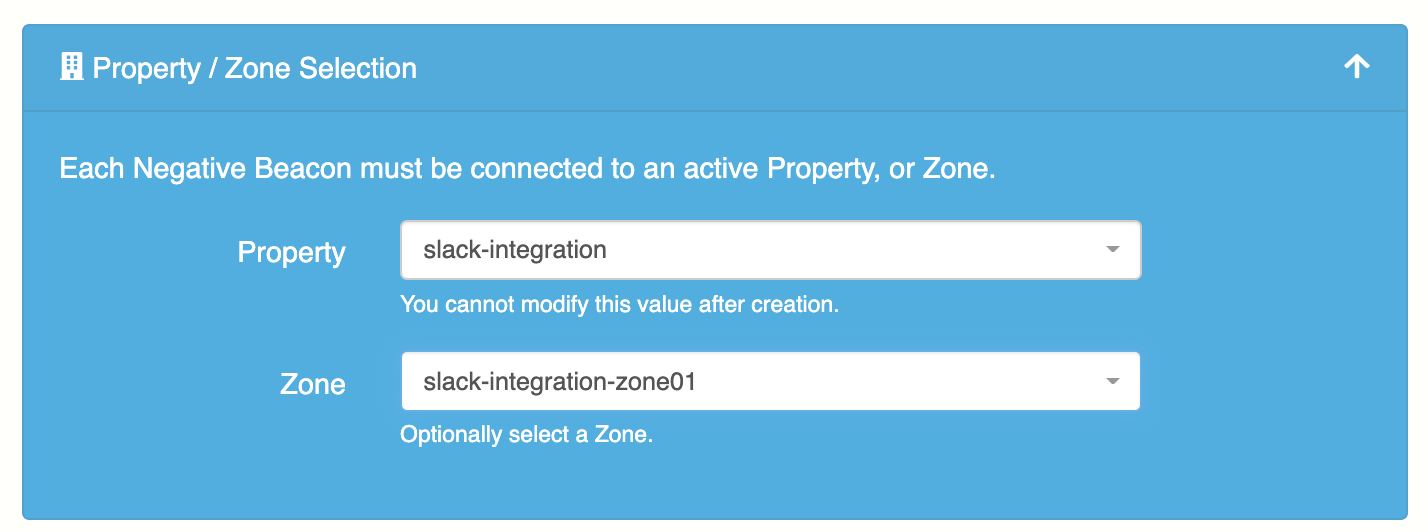 Property / Zone Selection
Each Negative Beacon must be connected to an active Property, or Zone.
Property
slack-integration
You cannot modify this value after creation.
Zone
slack-integration-zone01
Optionally select a Zone.